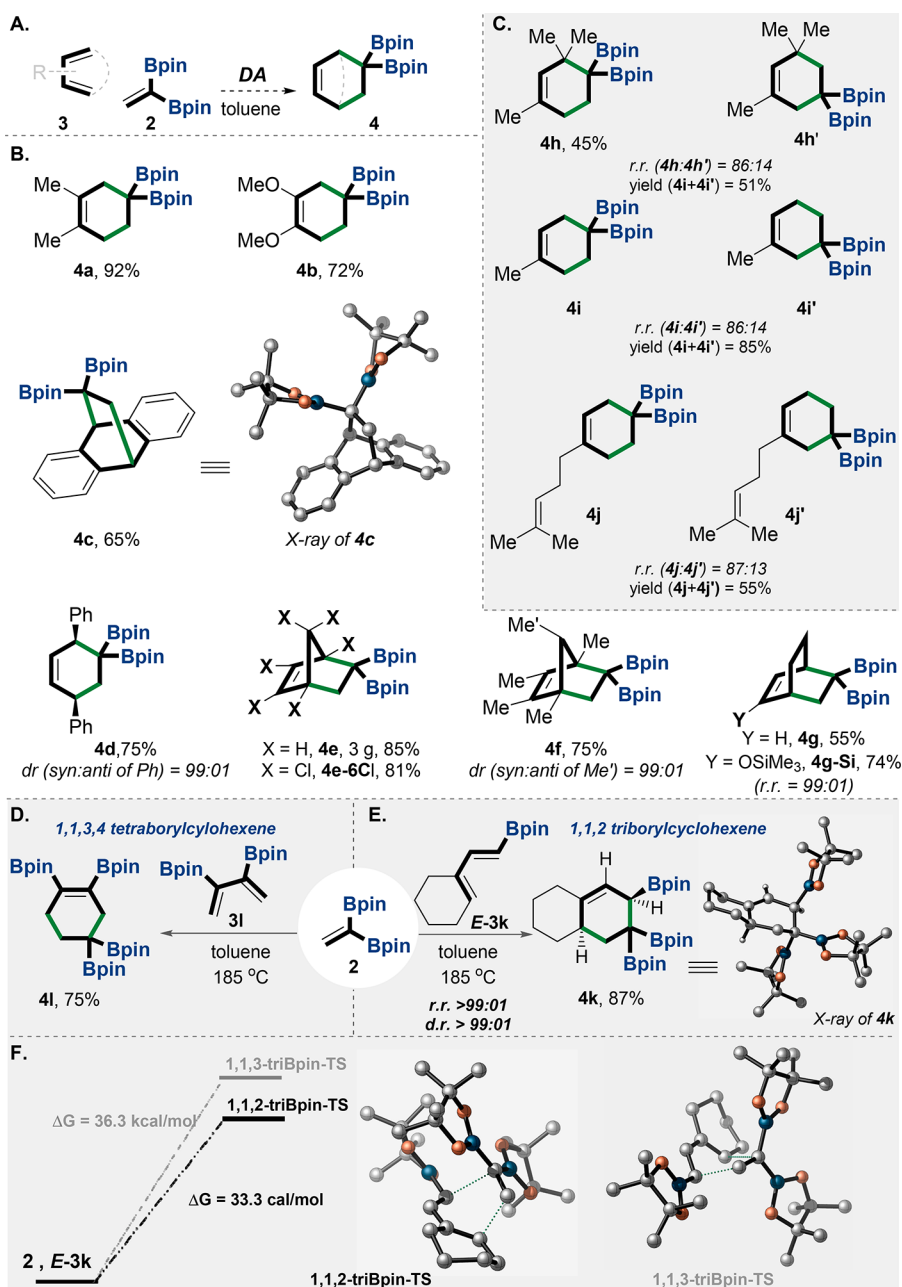 A.
R
3
Bpin
Bpin
2
DA
toluene
Bpin
Bpin
4
B.
Me
Me
Bpin
Bpin
4a, 92%
MeO
MeO
Bpin
Bpin
4b, 72%
Bpin
Bpin
4c, 65%
X-ray of 4c
C.
Me Me
Bpin
Bpin
Me
4h, 45%
Me Me
Me
Bpin
Bpin
4h'
r.r. (4h:4h') = 86:14
yield (4i+4i') = 51%
Bpin
Bpin
Me
4i
Me
Bpin
Bpin
4i'
r.r. (4i:4i') = 86:14
yield (4i+4i') = 85%
Bpin
Bpin
4j
Me Me
Bpin
Bpin
4j'
Me Me
r.r. (4j:4j') = 87:13
yield (4j+4j') = 55%
Ph
Bpin
Bpin
Ph
4d,75%
dr (syn:anti of Ph) = 99:01
X X
X
X
X X
Bpin
Bpin
X = H, 4e, 3 g, 85%
X = Cl, 4e-6Cl, 81%
Me'
Me
Me
Me
Me
Bpin
Bpin
4f, 75%
dr (syn:anti of Me') = 99:01
Bpin
Bpin
Y
Y = H, 4g, 55%
Y = OSiMe3, 4g-Si, 74%
(r.r. = 99:01)
D.
1,1,3,4 tetraborylcylohexene
Bpin
Bpin
Bpin
Bpin
4l, 75%
Bpin
Bpin
3l
toluene
185 °C
Bpin
Bpin
2
E.
Bpin
E-3k
toluene
185 °C
r.r. >99:01
d.r. > 99:01
1,1,2 triborylcyclohexene
H
Bpin
H
Bpin
H
Bpin
4k, 87%
X-ray of 4k
F.
1,1,3-triBpin-TS
1,1,2-triBpin-TS
ΔG = 36.3 kcal/mol
ΔG = 33.3 cal/mol
2 , E-3k
1,1,2-triBpin-TS
1,1,3-triBpin-TS